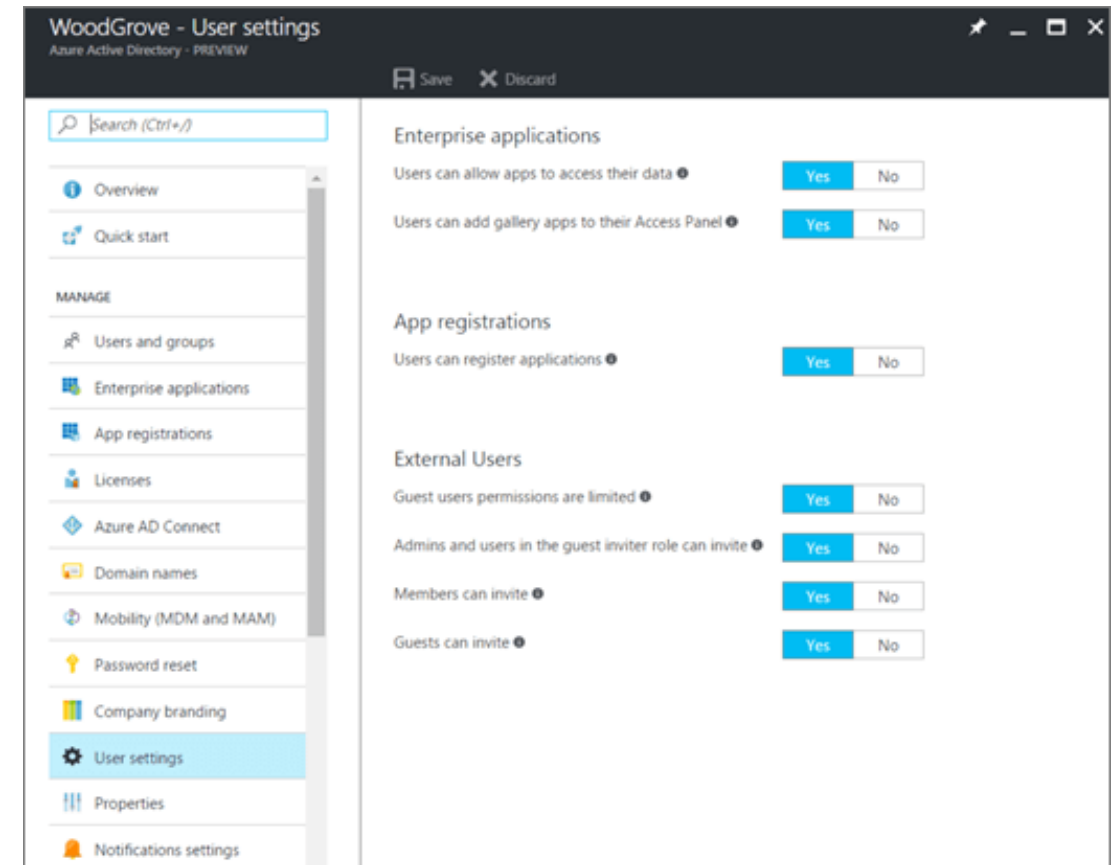 WoodGrove - User settings
Azure Active Directory - PREVIEW
Save Discard
Search (Ctrl+/)
Overview
Quick start
MANAGE
Users and groups
Enterprise applications
App registrations
Licenses
Azure AD Connect
Domain names
Mobility (MDM and MAM)
Password reset
Company branding
User settings
Properties
Notifications settings
Enterprise applications
Users can allow apps to access their data Yes No
Users can add gallery apps to their Access Panel Yes No
App registrations
Users can register applications Yes No
External Users
Guest users permissions are limited Yes No
Admins and users in the guest inviter role can invite Yes No
Members can invite Yes No
Guests can invite Yes No